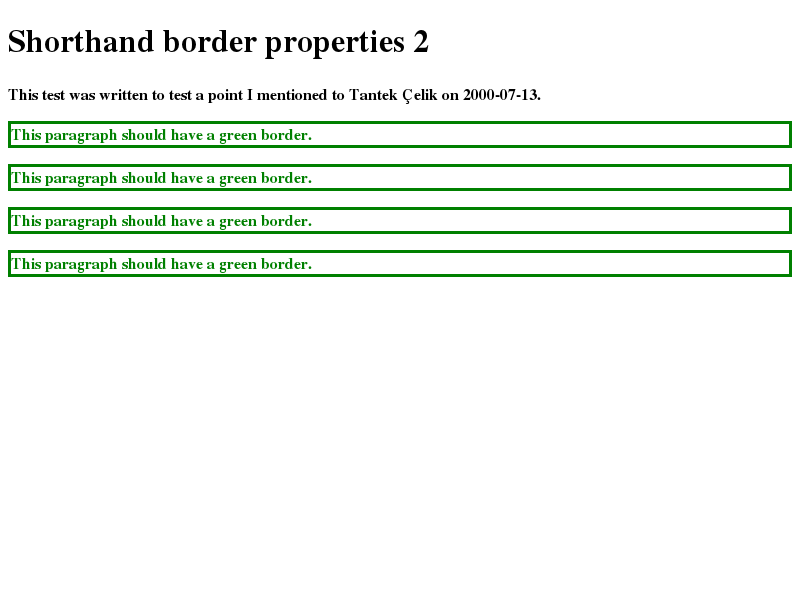 Shorthand border properties 2
This test was written to test a point I mentioned to Tantek Çelik on 2000-07-13.
This paragraph should have a green border.
This paragraph should have a green border.
This paragraph should have a green border.
This paragraph should have a green border.